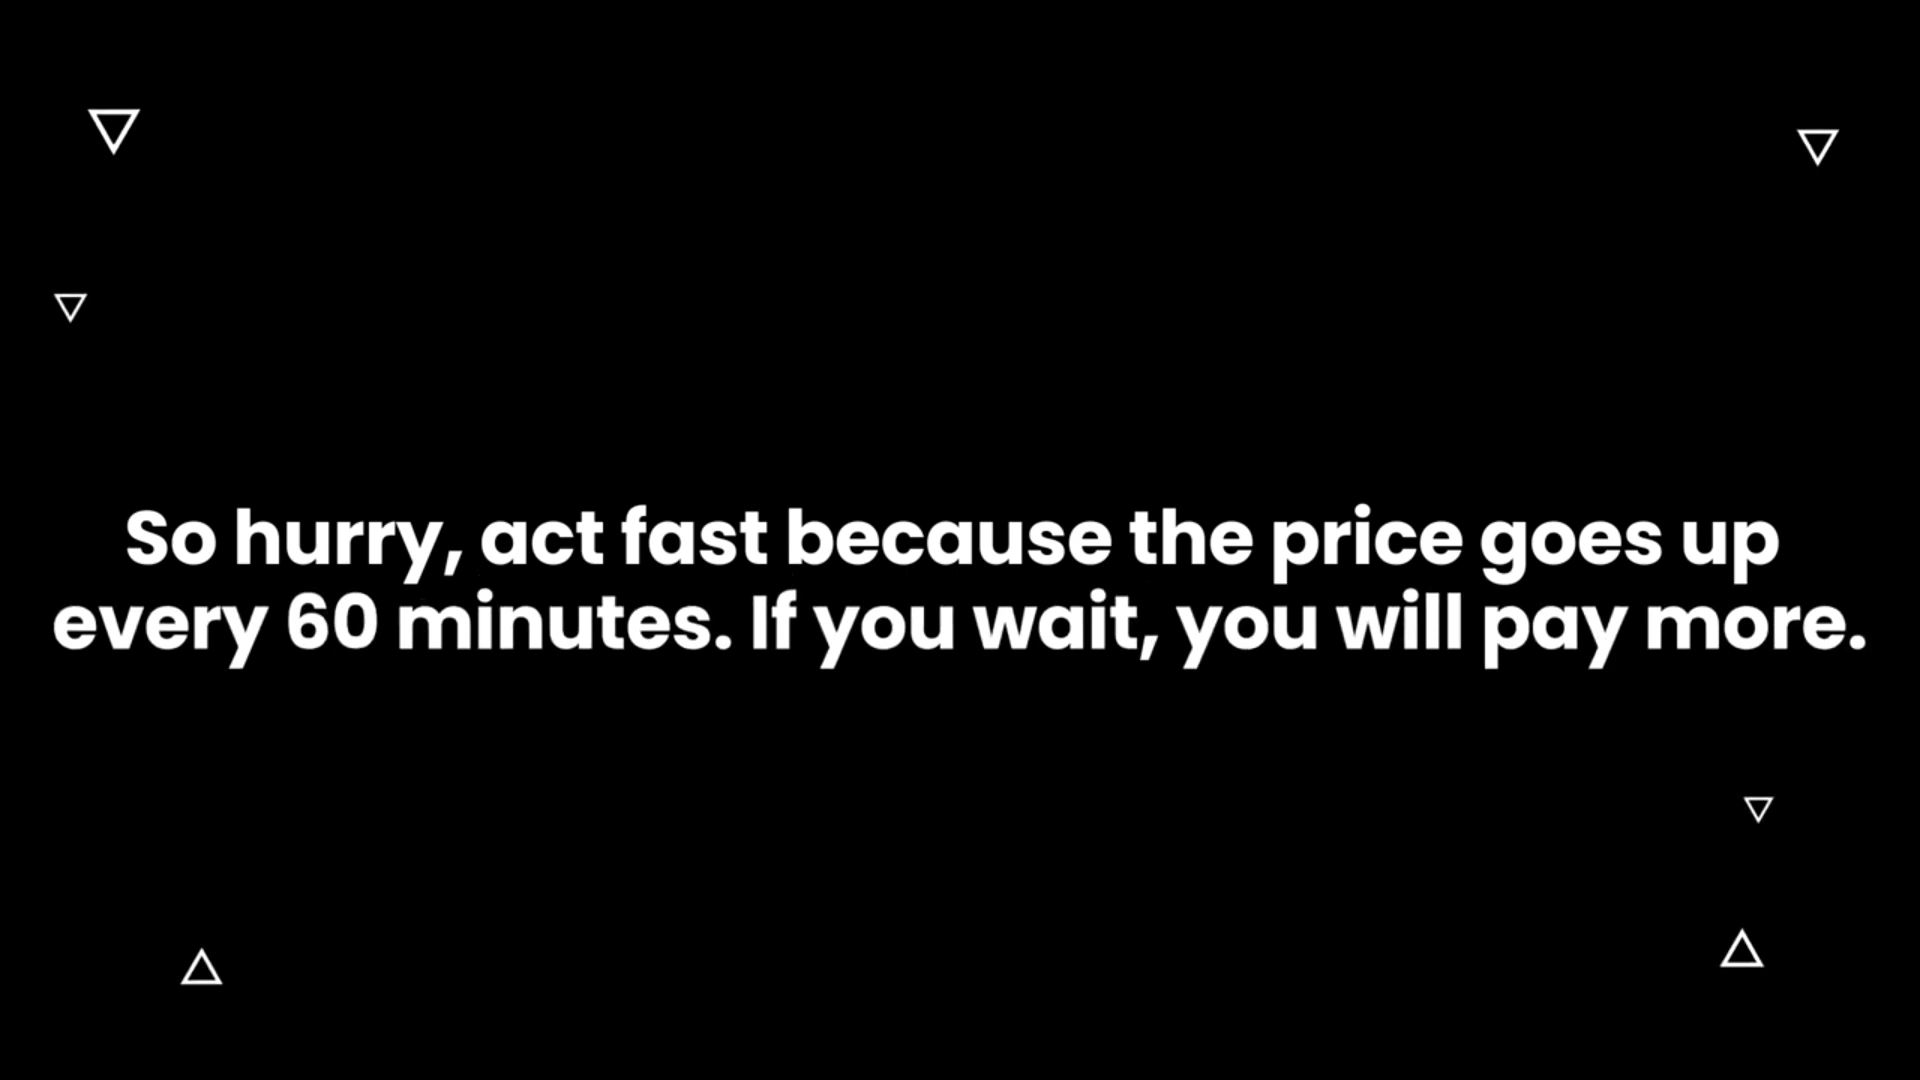 So hurry, act fast because the price goes up
every 60 minutes. If you wait, you will pay more.